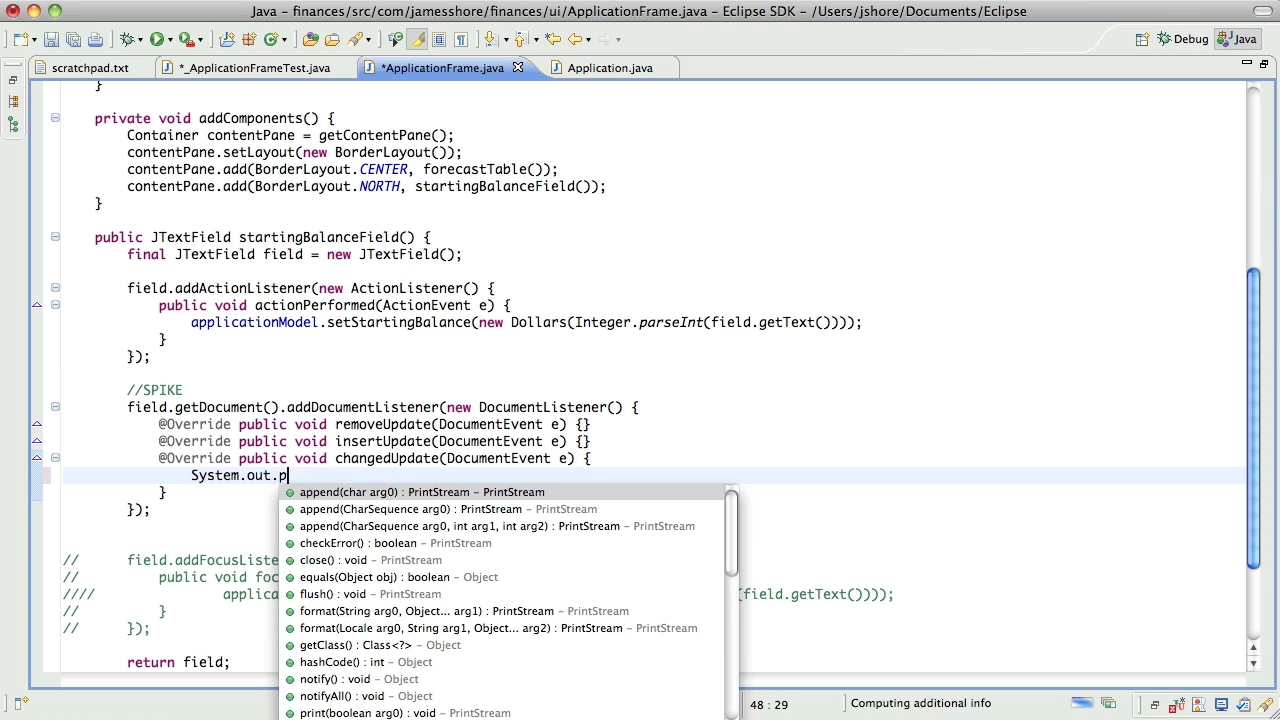 Java – finances/src/com/jamesshore/finances/ui/ApplicationFrame.java – Eclipse SDK – /Users/jshore/Documents/Eclipse
Debug
Java
scratchpad.txt
*_ApplicationFrameTest.java
*ApplicationFrame.java
Application.java
}
private void addComponents() {
Container contentPane = getContentPane();
contentPane.setLayout(new BorderLayout());
contentPane.add(BorderLayout.CENTER, forecastTable());
contentPane.add(BorderLayout.NORTH, startingBalanceField());
}
public JTextField startingBalanceField() {
final JTextField field = new JTextField();
field.addActionListener(new ActionListener() {
public void actionPerformed(ActionEvent e) {
applicationModel.setStartingBalance(new Dollars(Integer.parseInt(field.getText())));
}
});
//SPIKE
field.getDocument().addDocumentListener(new DocumentListener() {
@Override public void removeUpdate(DocumentEvent e) {}
@Override public void insertUpdate(DocumentEvent e) {}
@Override public void changedUpdate(DocumentEvent e) {
System.out.p
}
});
// field.addFocusListe
// public void foc
//// applica (field.getText())));
// }
// });
return field;
append(char arg0) : PrintStream – PrintStream
append(CharSequence arg0) : PrintStream – PrintStream
append(CharSequence arg0, int arg1, int arg2) : PrintStream – PrintStream
checkError() : boolean – PrintStream
close() : void – PrintStream
equals(Object obj) : boolean – Object
flush() : void – PrintStream
format(String arg0, Object... arg1) : PrintStream – PrintStream
format(Locale arg0, String arg1, Object... arg2) : PrintStream – PrintStream
getClass() : Class<?> – Object
hashCode() : int – Object
notify() : void – Object
notifyAll() : void – Object
print(boolean arg0) : void – PrintStream
48 : 29
Computing additional info